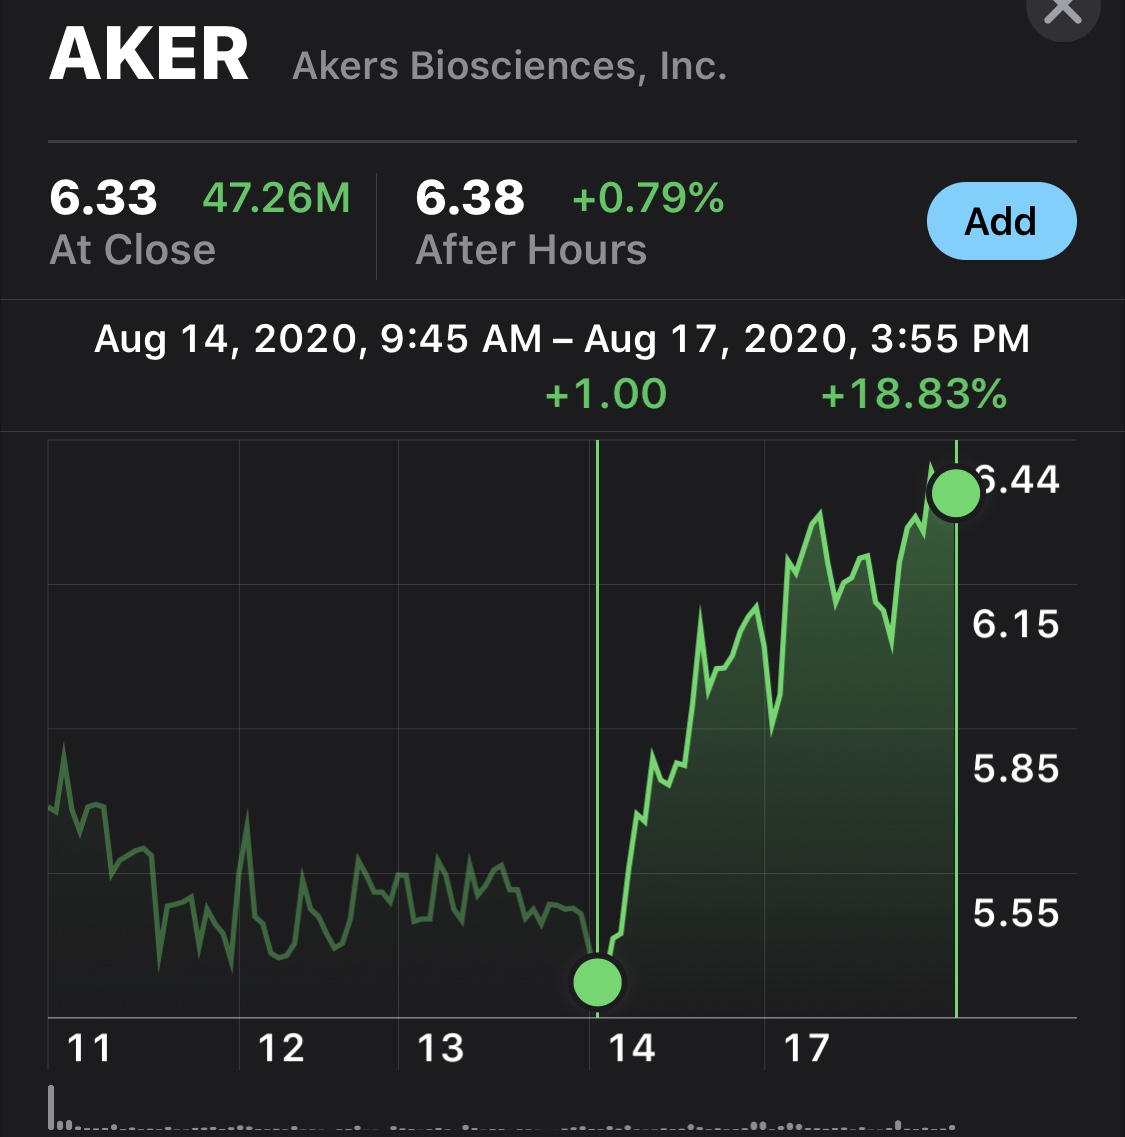 AKER Akers Biosciences, Inc.
6.33 47.26M 6.38 +0.79% Add
At Close After Hours
Aug 14, 2020, 9:45 AM – Aug 17, 2020, 3:55 PM
+1.00 +18.83%
6.44
6.15
5.85
5.55
11 12 13 14 17